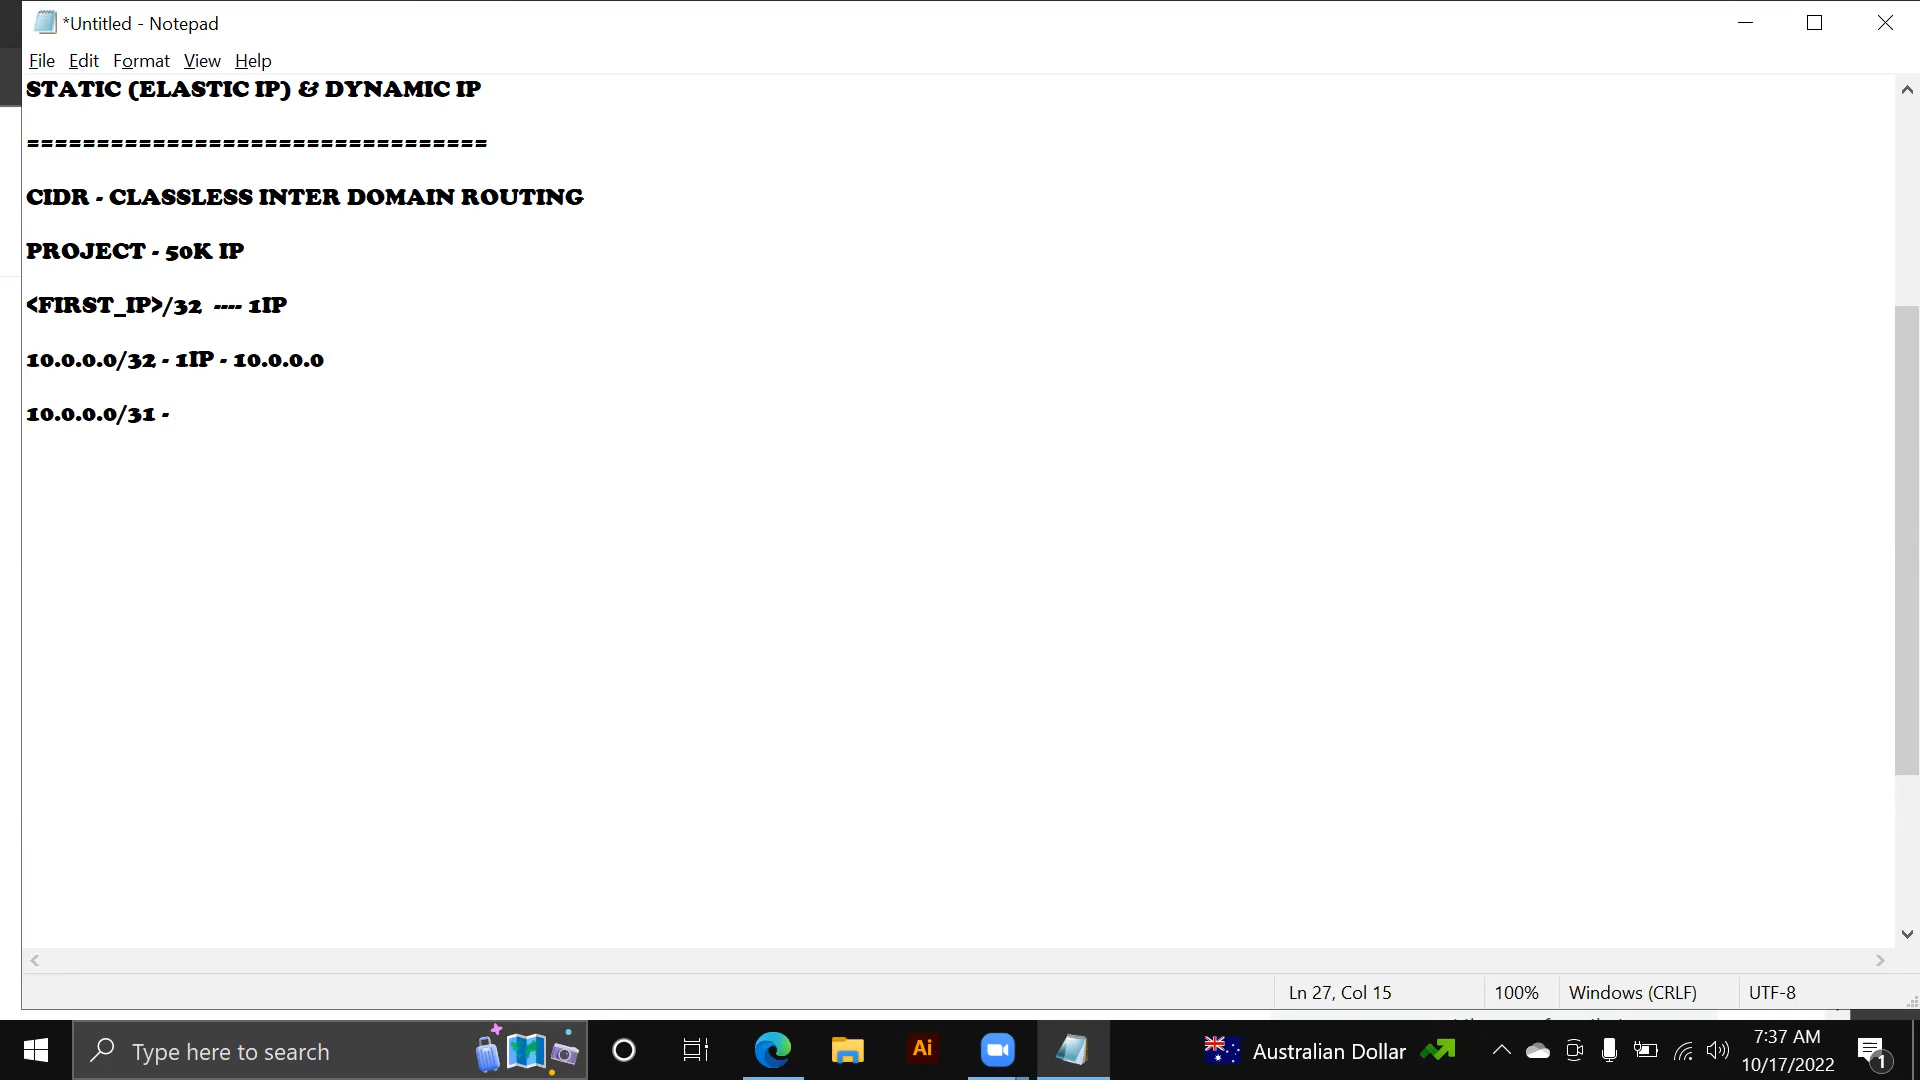 *Untitled - Notepad
File Edit Format View Help
STATIC (ELASTIC IP) & DYNAMIC IP
=================================
CIDR - CLASSLESS INTER DOMAIN ROUTING
PROJECT - 50K IP
<FIRST_IP>/32  ---- 1IP
10.0.0.0/32 - 1IP - 10.0.0.0
10.0.0.0/31 -
Ln 27, Col 15 100% Windows (CRLF) UTF-8
Type here to search Ai Australian Dollar 7:37 AM
10/17/2022 1